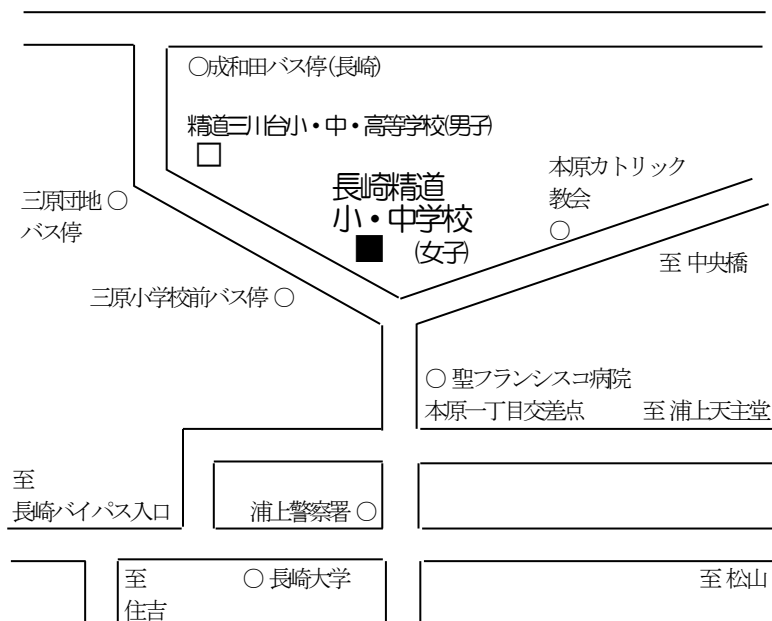 ○成和田バス停(長崎)
精道三川台小・中・高等学校(男子)
本原カトリック
教会
長崎精道
小・中学校
(女子)
三原団地
バス停
至 中央橋
三原小学校前バス停
聖フランシスコ病院
本原一丁目交差点
至 浦上天主堂
至
長崎バイパス入口
浦上警察署
至
住吉
長崎大学
至 松山